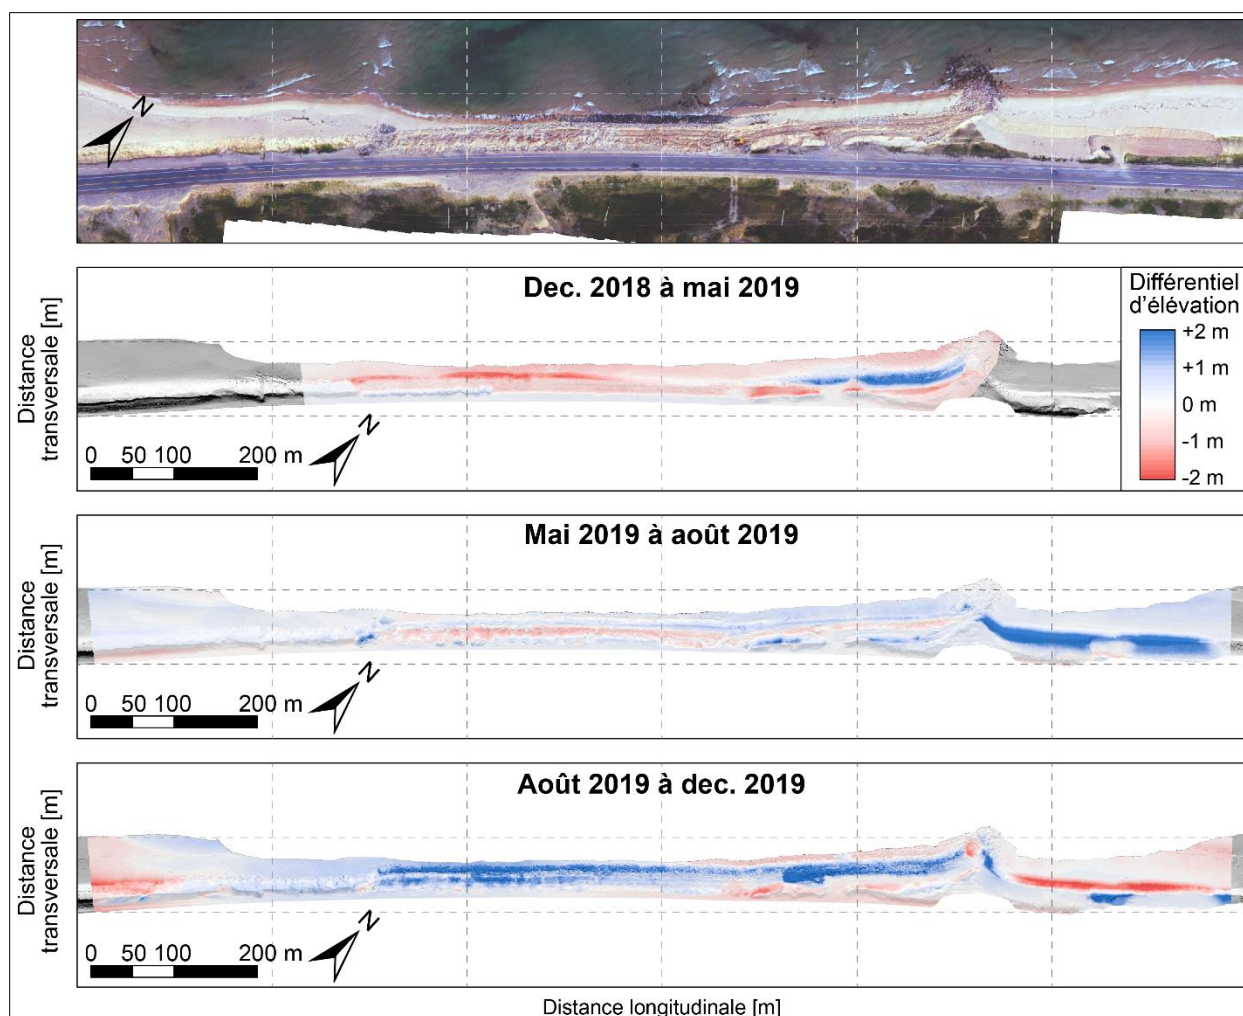 N
Dec. 2018 à mai 2019
Différentiel
d'élévation
+2 m
+1 m
0 m
-1 m
-2 m
Distance
transversale [m]
0 50 100 200 m
N
Mai 2019 à août 2019
Distance
transversale [m]
0 50 100 200 m
N
Août 2019 à dec. 2019
Distance
transversale [m]
0 50 100 200 m
N
Distance longitudinale [m]